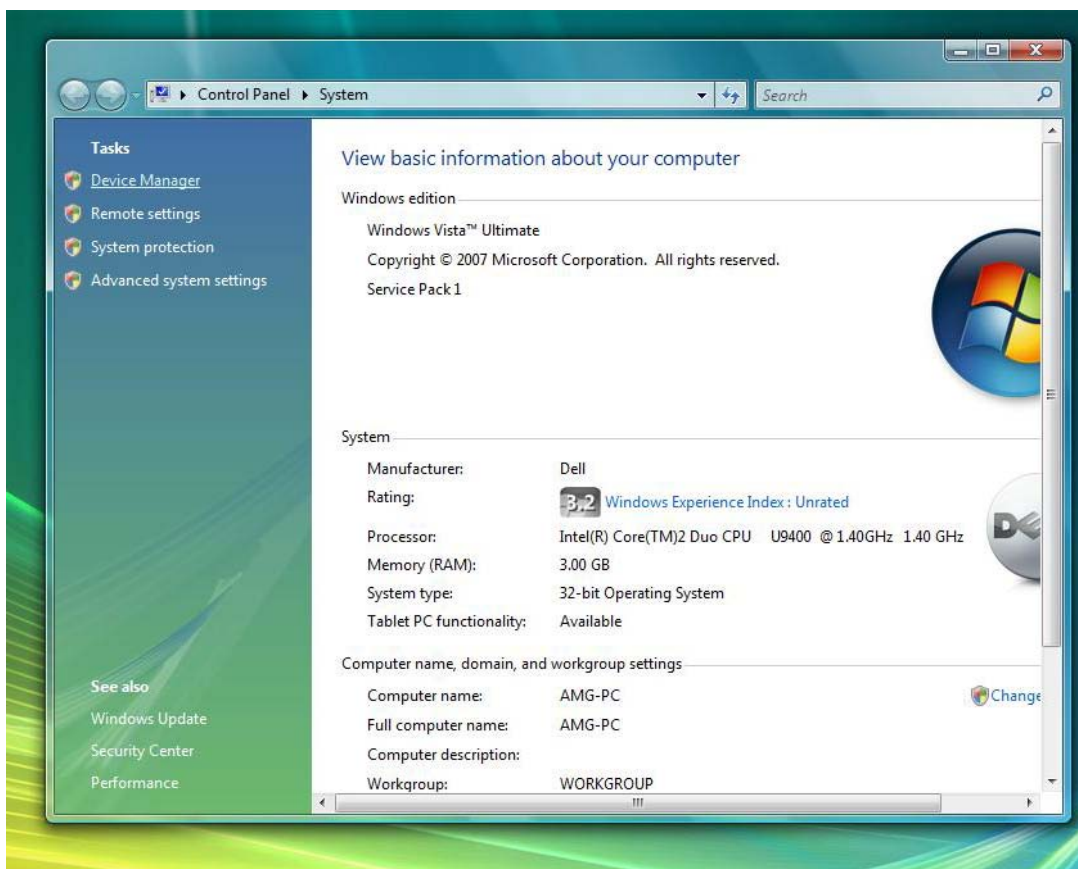 Control Panel ▸ System
Search
Tasks
Device Manager
Remote settings
System protection
Advanced system settings
See also
Windows Update
Security Center
Performance
View basic information about your computer
Windows edition
Windows Vista™ Ultimate
Copyright © 2007 Microsoft Corporation. All rights reserved.
Service Pack 1
System
Manufacturer: Dell
Rating: 3.2 Windows Experience Index : Unrated
Processor: Intel(R) Core(TM)2 Duo CPU U9400 @ 1.40GHz 1.40 GHz
Memory (RAM): 3.00 GB
System type: 32-bit Operating System
Tablet PC functionality: Available
Computer name, domain, and workgroup settings
Computer name: AMG-PC Change
Full computer name: AMG-PC
Computer description:
Workgroup: WORKGROUP